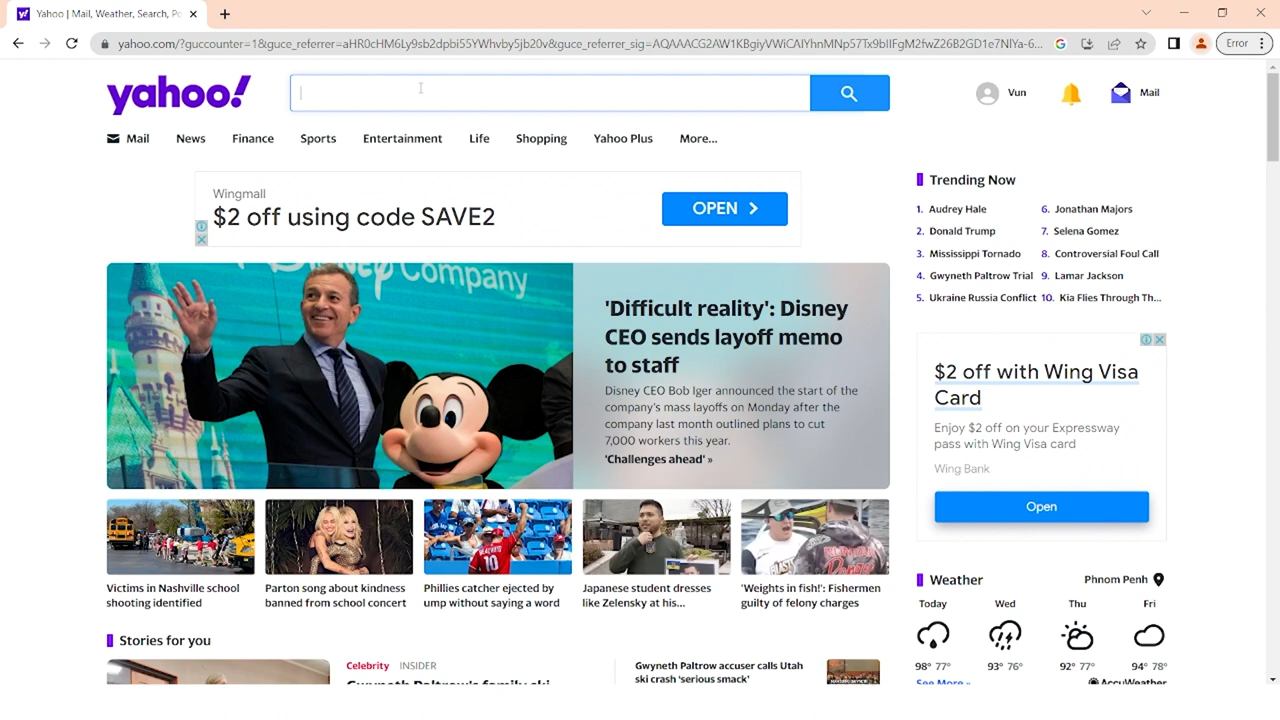 Yahoo | Mail, Weather, Search, Po
yahoo.com/?guccounter=1&guce_referrer=aHR0cHM6Ly9sb2dpbi55YWhvby5jb20v&guce_referrer_sig=AQAAACG2AW1KBgiyVWiCAIYhnMNp57Tx9bIIFgM2fwZ26B2GD1e7NIYa-6...
Error
yahoo!
Vun
Mail
Mail
News
Finance
Sports
Entertainment
Life
Shopping
Yahoo Plus
More...
Wingmall
$2 off using code SAVE2
OPEN
Disney Company
'Difficult reality': Disney
CEO sends layoff memo
to staff
Disney CEO Bob Iger announced the start of the
company's mass layoffs on Monday after the
company last month outlined plans to cut
7,000 workers this year.
'Challenges ahead' »
Victims in Nashville school
shooting identified
Parton song about kindness
banned from school concert
10
Phillies catcher ejected by
ump without saying a word
Japanese student dresses
like Zelensky at his...
'Weights in fish!': Fishermen
guilty of felony charges
Stories for you
Celebrity INSIDER
Gwyneth Paltrow's family ski
Gwyneth Paltrow accuser calls Utah
ski crash 'serious smack'
Trending Now
1. Audrey Hale
2. Donald Trump
3. Mississippi Tornado
4. Gwyneth Paltrow Trial
5. Ukraine Russia Conflict
6. Jonathan Majors
7. Selena Gomez
8. Controversial Foul Call
9. Lamar Jackson
10. Kia Flies Through Th...
$2 off with Wing Visa
Card
Enjoy $2 off on your Expressway
pass with Wing Visa card
Wing Bank
Open
Weather
Phnom Penh
Today
Wed
Thu
Fri
98° 77°
93° 76°
92° 77°
94° 78°
See More »
AccuWeather